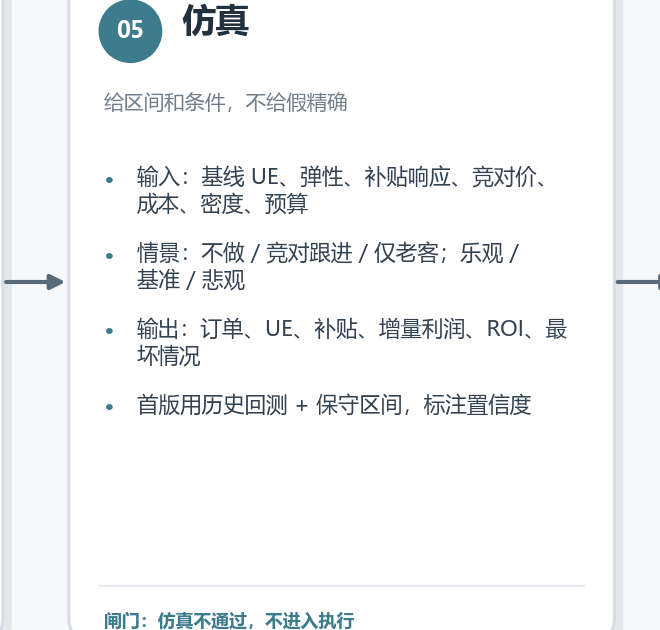 05
仿真
给区间和条件，不给假精确
• 输入：基线 UE、弹性、补贴响应、竞对价、
成本、密度、预算
• 情景：不做 / 竞对跟进 / 仅老客；乐观 /
基准 / 悲观
• 输出：订单、UE、补贴、增量利润、ROI、最
坏情况
• 首版用历史回测 + 保守区间，标注置信度
闸门：仿真不通过，不进入执行